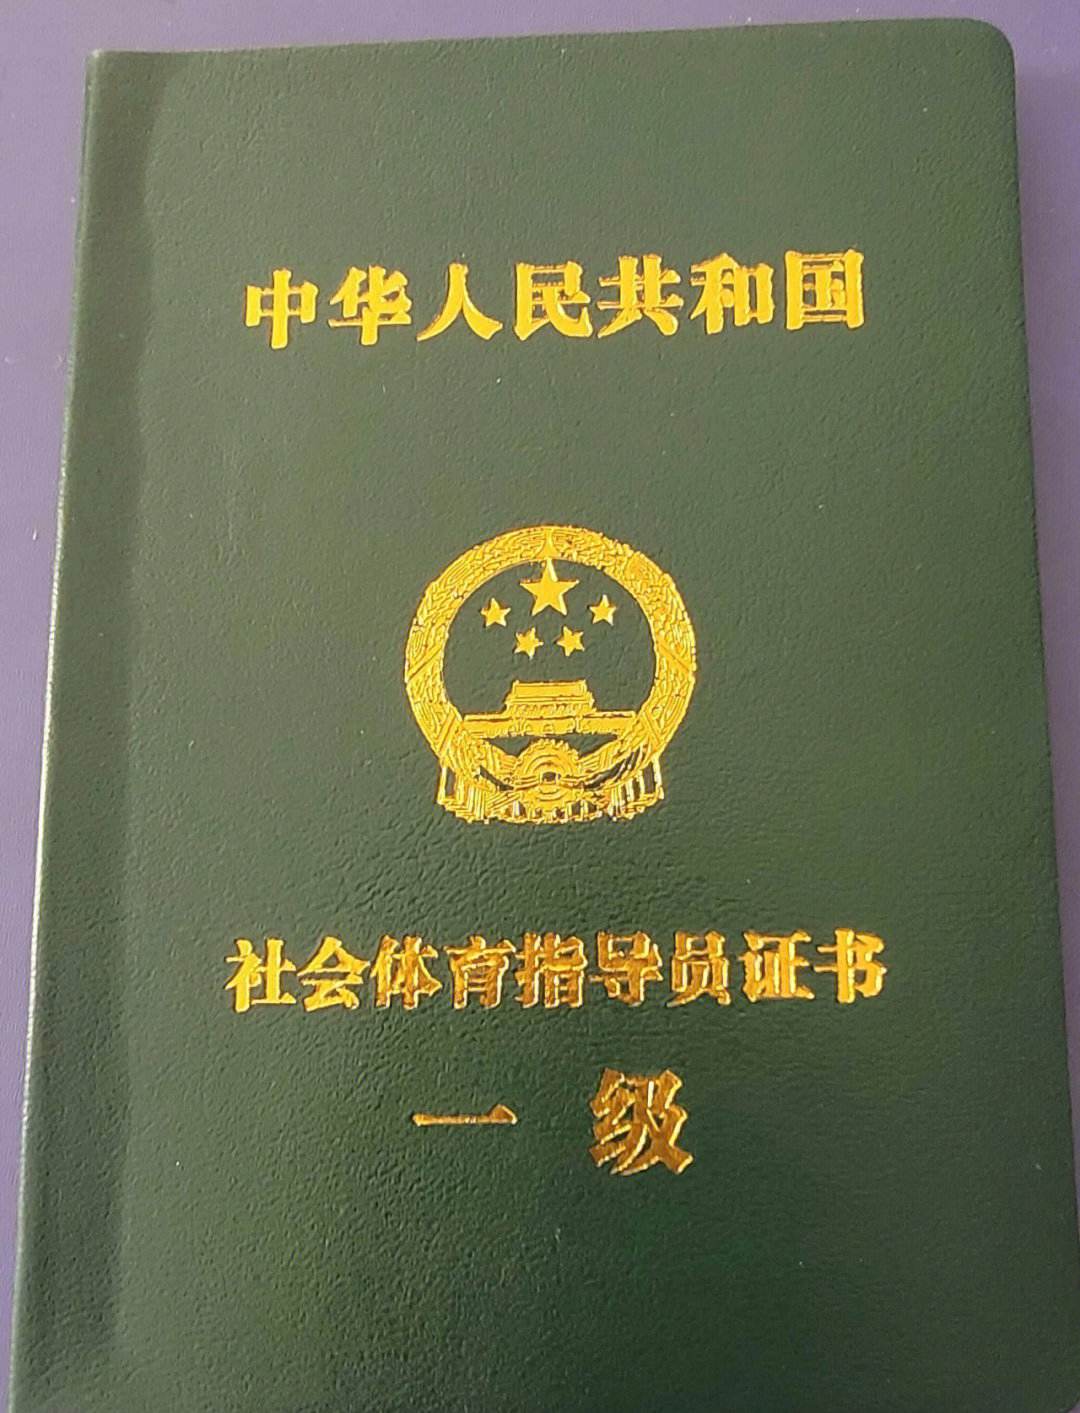 中华人民共和国
社会体育指导员证书
一 级